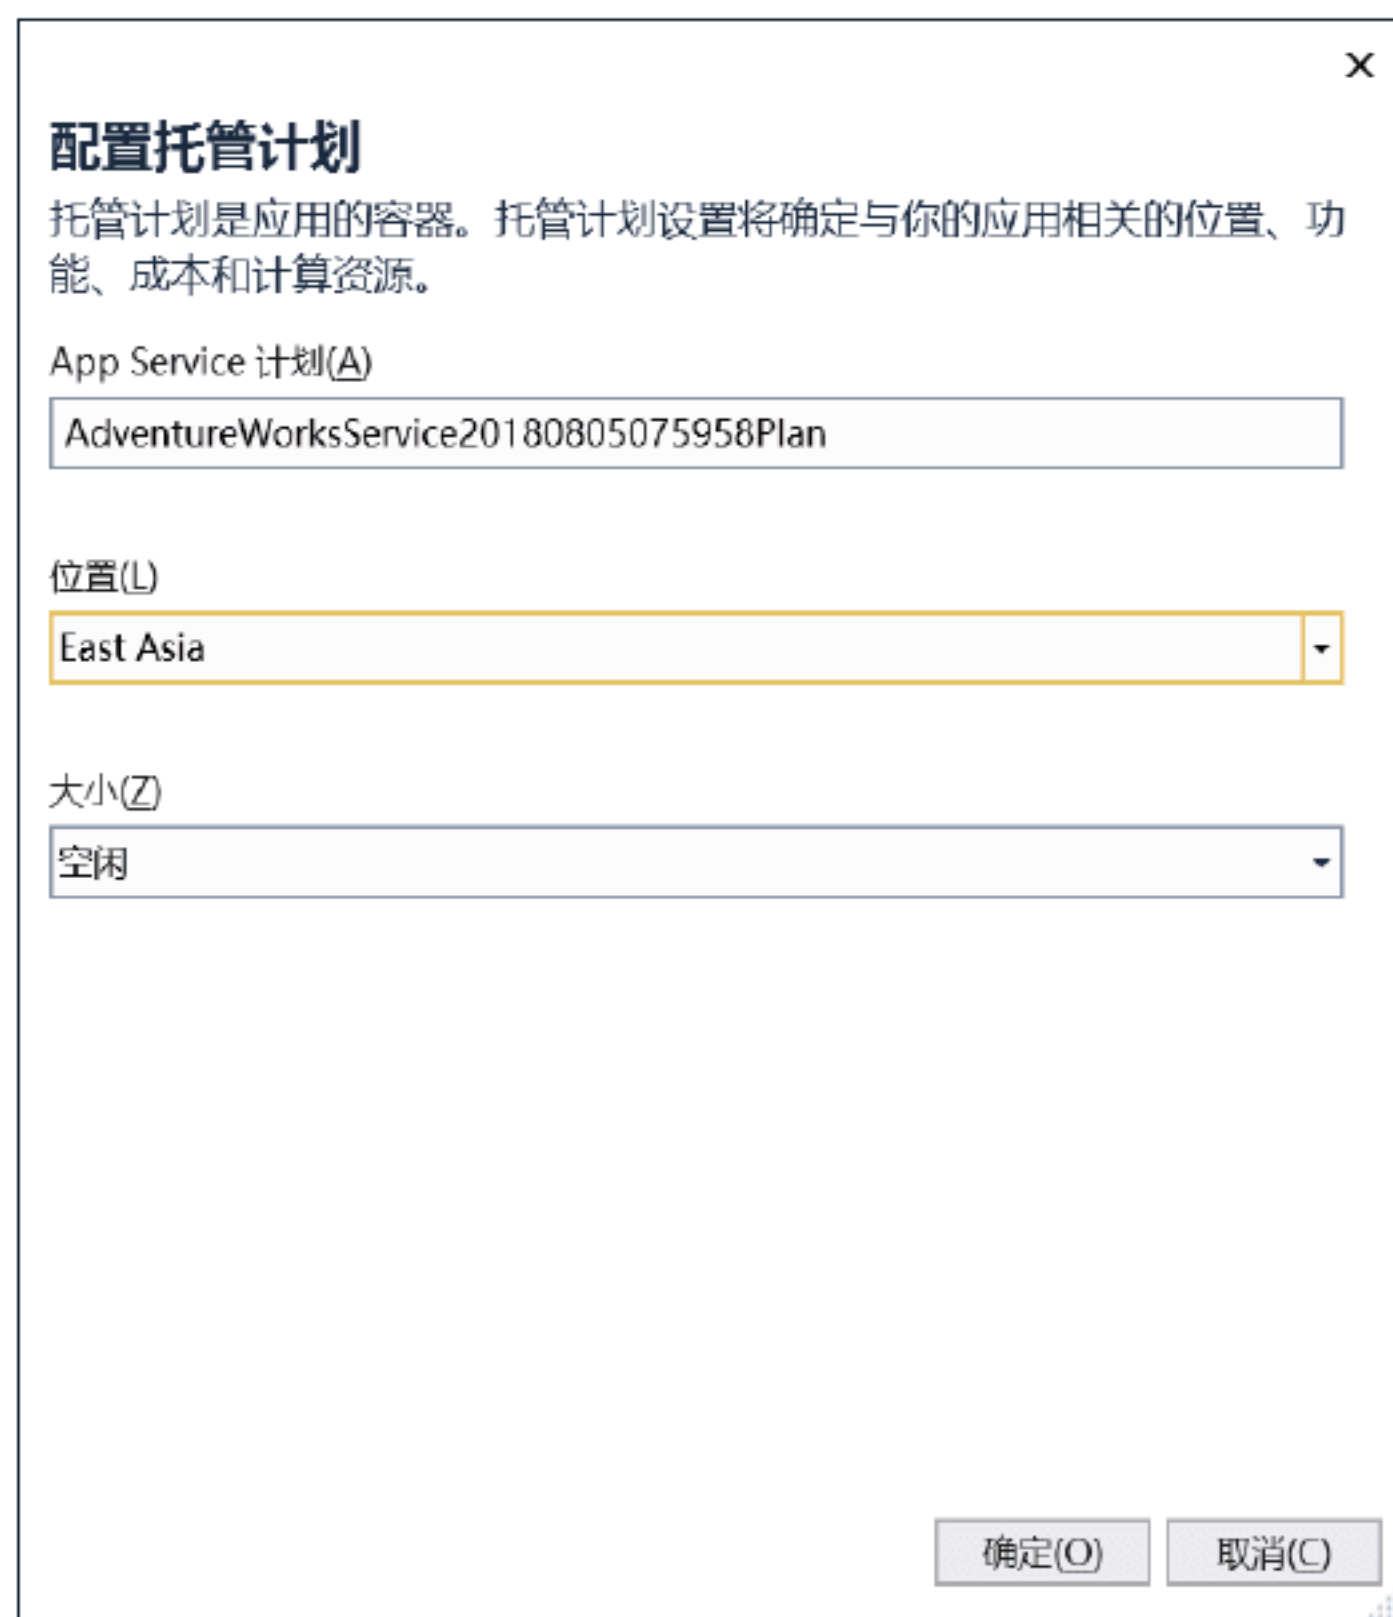 配置托管计划
托管计划是应用的容器。托管计划设置将确定与你的应用相关的位置、功
能、成本和计算资源。
App Service 计划(A)
AdventureWorksService20180805075958Plan
位置(L)
East Asia
大小(Z)
空闲
确定(O) 取消(C)